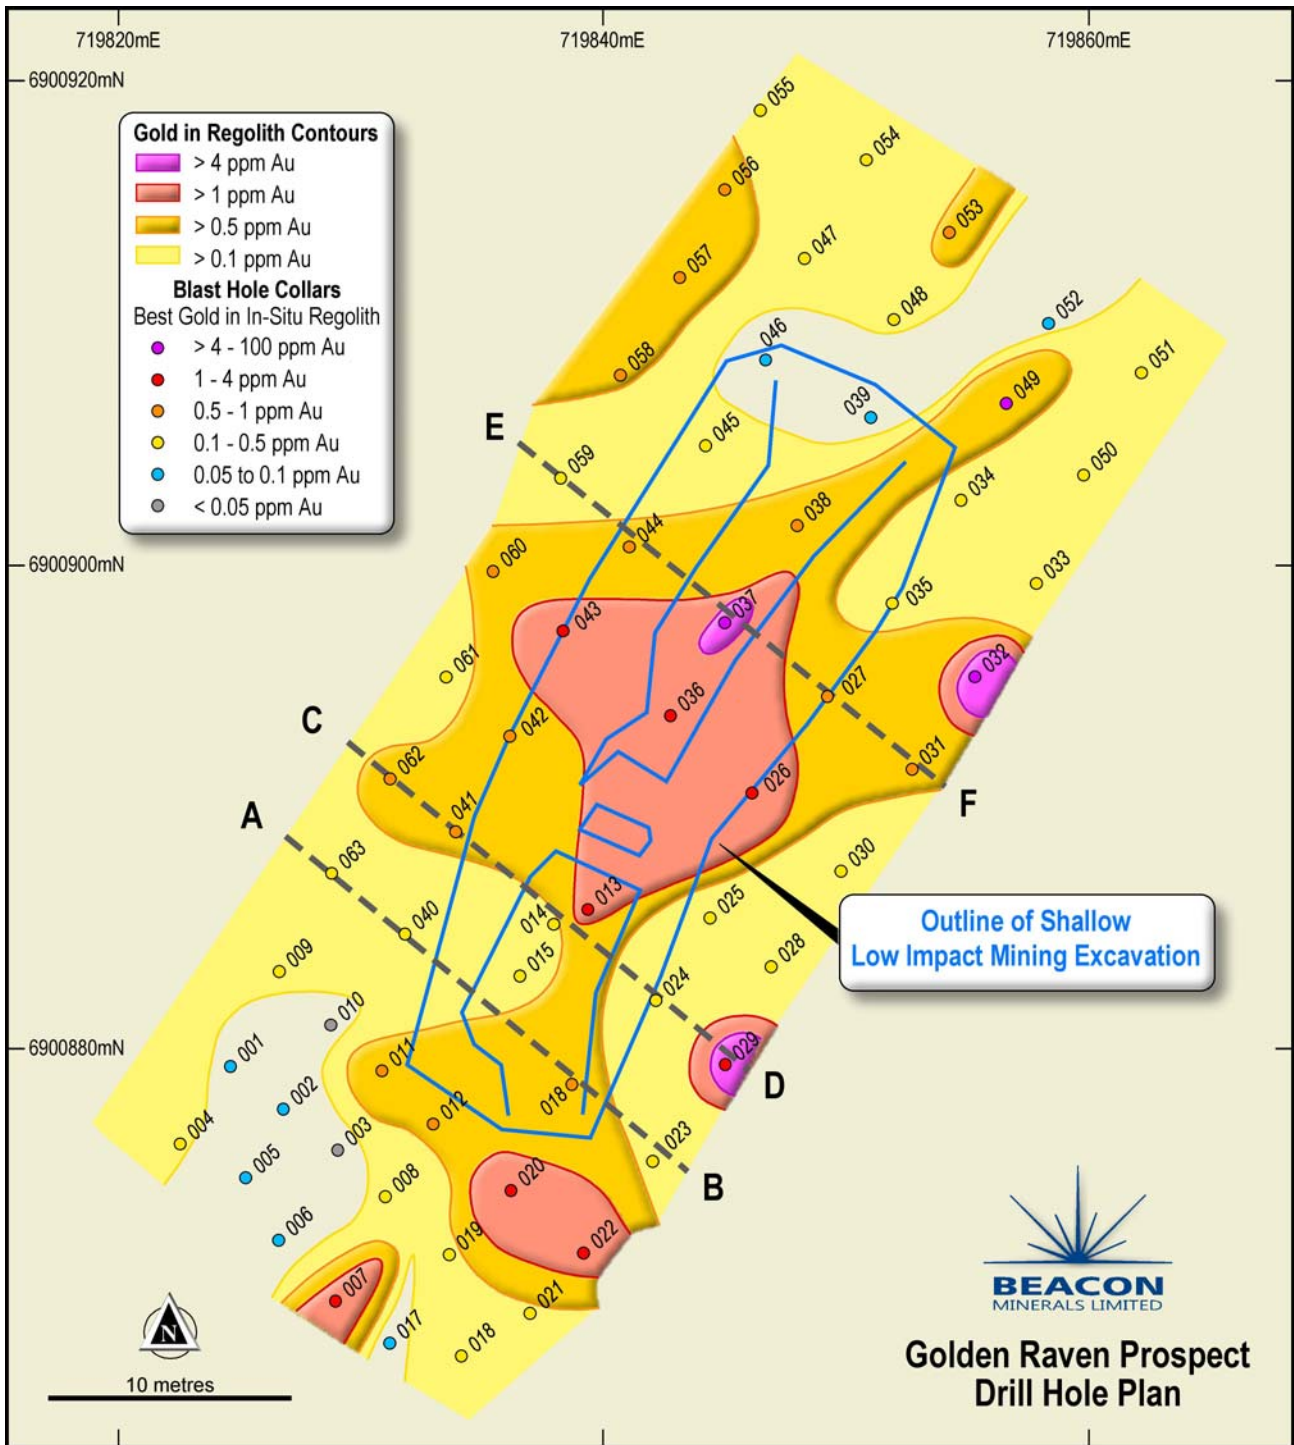 719820mE
719840mE
719860mE
6900920mN
6900900mN
6900880mN
Gold in Regolith Contours
> 4 ppm Au
> 1 ppm Au
> 0.5 ppm Au
> 0.1 ppm Au
Blast Hole Collars
Best Gold in In-Situ Regolith
> 4 - 100 ppm Au
1 - 4 ppm Au
0.5 - 1 ppm Au
0.1 - 0.5 ppm Au
0.05 to 0.1 ppm Au
< 0.05 ppm Au
055
054
056
053
047
057
048
052
046
058
051
049
039
045
E
059
050
034
038
044
060
033
035
043
037
061
032
036
027
C
042
062
031
026
F
A
041
063
030
013
025
014
040
Outline of Shallow
Low Impact Mining Excavation
015
028
009
024
010
001
011
029
D
018
002
012
004
003
023
005
008
020
B
006
019
022
007
021
017
018
N
10 metres
BEACON
MINERALS LIMITED
Golden Raven Prospect
Drill Hole Plan